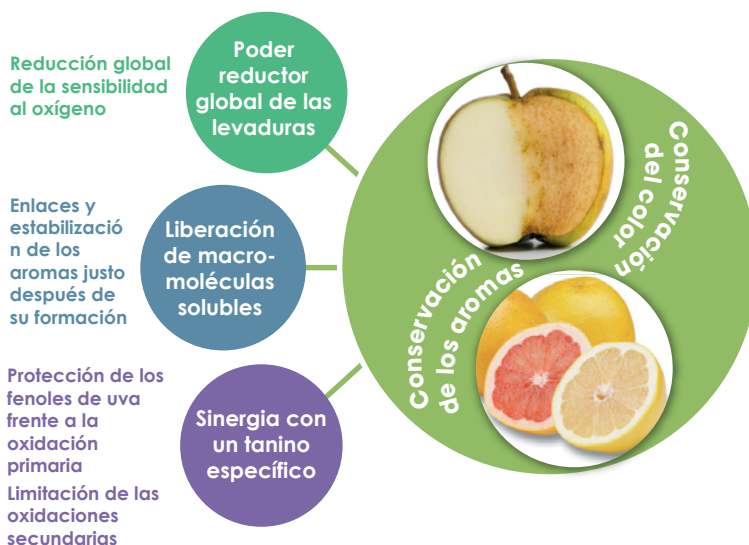 Reducción global
de la sensibilidad
al oxígeno
Poder
reductor
global de las
levaduras
Enlaces y
estabilizació
n de los
aromas justo
después de
su formación
Liberación
de macro-
moléculas
solubles
Protección de los
fenoles de uva
frente a la
oxidación
primaria
Limitación de las
oxidaciones
secundarias
Sinergia con
un tanino
específico
Conservación
del color
Conservación
de los aromas